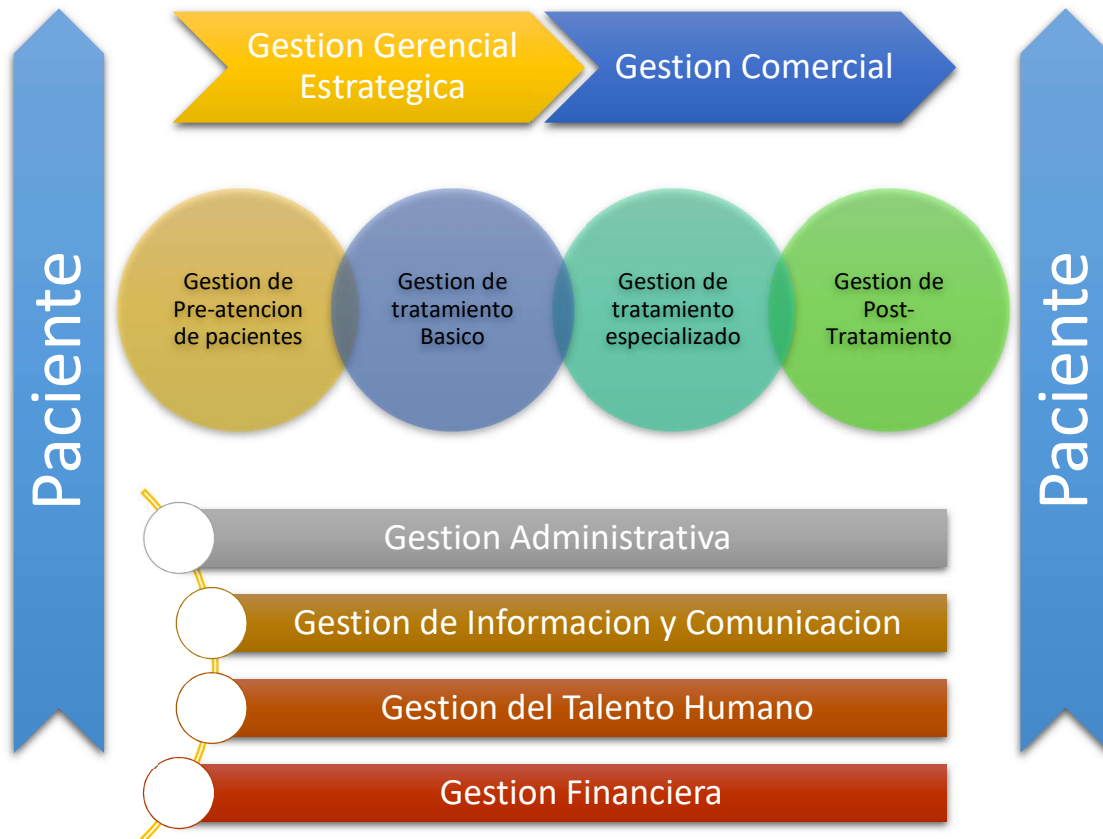 Gestion Gerencial
Estrategica
Gestion Comercial
Paciente
Gestion de
Pre-atencion
de pacientes
Gestion de
tratamiento
Basico
Gestion de
tratamiento
especializado
Gestion de
Post-
Tratamiento
Paciente
Gestion Administrativa
Gestion de Informacion y Comunicacion
Gestion del Talento Humano
Gestion Financiera